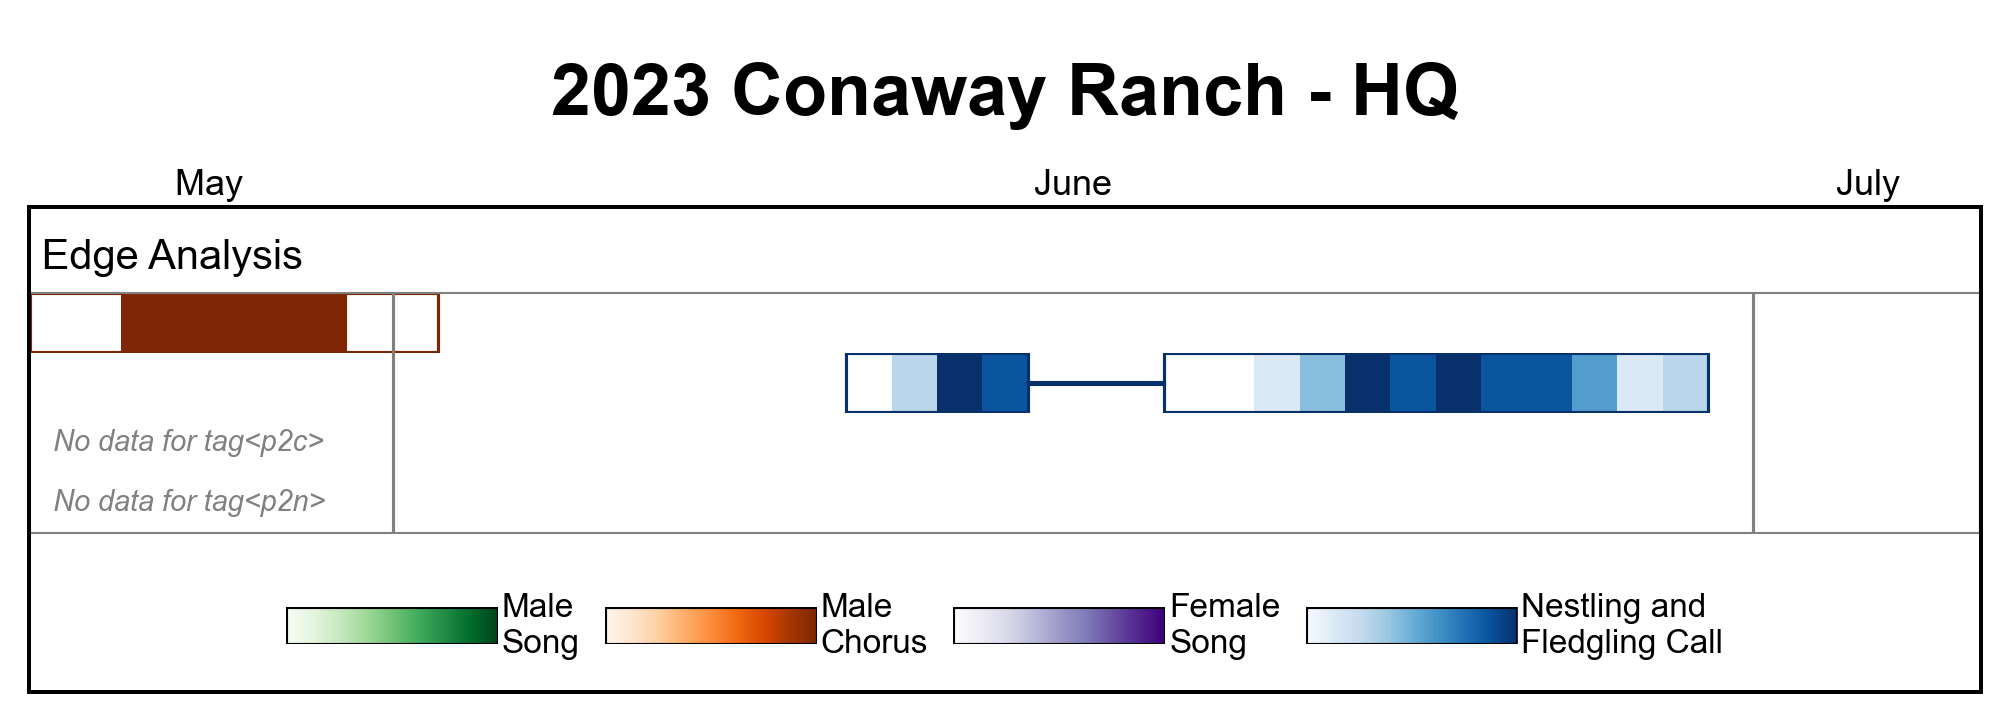 2023 Conaway Ranch - HQ
May June July
Edge Analysis
No data for tag<p2c>
No data for tag<p2n>
Male
Song
Male
Chorus
Female
Song
Nestling and
Fledgling Call